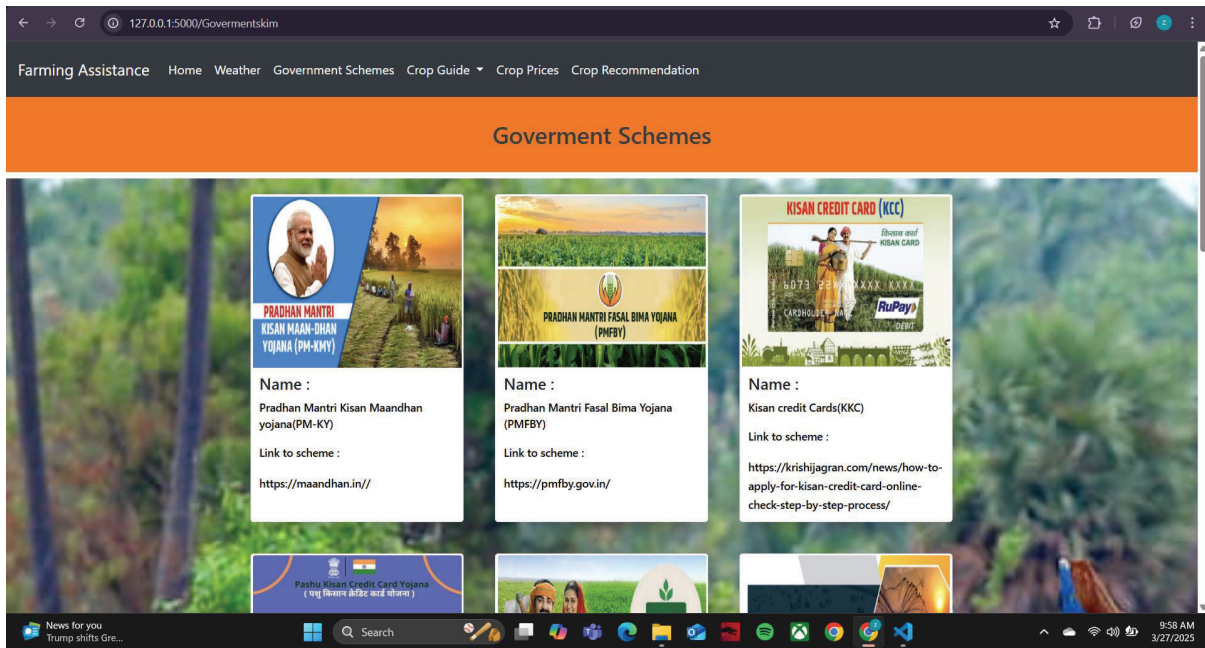 127.0.0.1:5000/Govermentskim
Farming Assistance Home Weather Government Schemes Crop Guide Crop Prices Crop Recommendation
Goverment Schemes
PRADHAN MANTRI
KISAN MAAN-DHAN
YOJANA (PM-KMY)
Name :
Pradhan Mantri Kisan Maandhan
yojana(PM-KY)
Link to scheme :
https://maandhan.in//
PRADHAN MANTRI FASAL BIMA YOJANA
(PMFBY)
Name :
Pradhan Mantri Fasal Bima Yojana
(PMFBY)
Link to scheme :
https://pmfby.gov.in/
KISAN CREDIT CARD (KCC)
किसान कार्ड
KISAN CARD
XXXX
RuPay
DEBIT
Name :
Kisan credit Cards(KKC)
Link to scheme :
https://krishijagran.com/news/how-to-
apply-for-kisan-credit-card-online-
check-step-by-step-process/
Pashu Kisan Credit Card Yojana
( पशु किसान क्रेडिट कार्ड योजना )
News for you
Trump shifts Gre...
Search
9:58 AM
3/27/2025